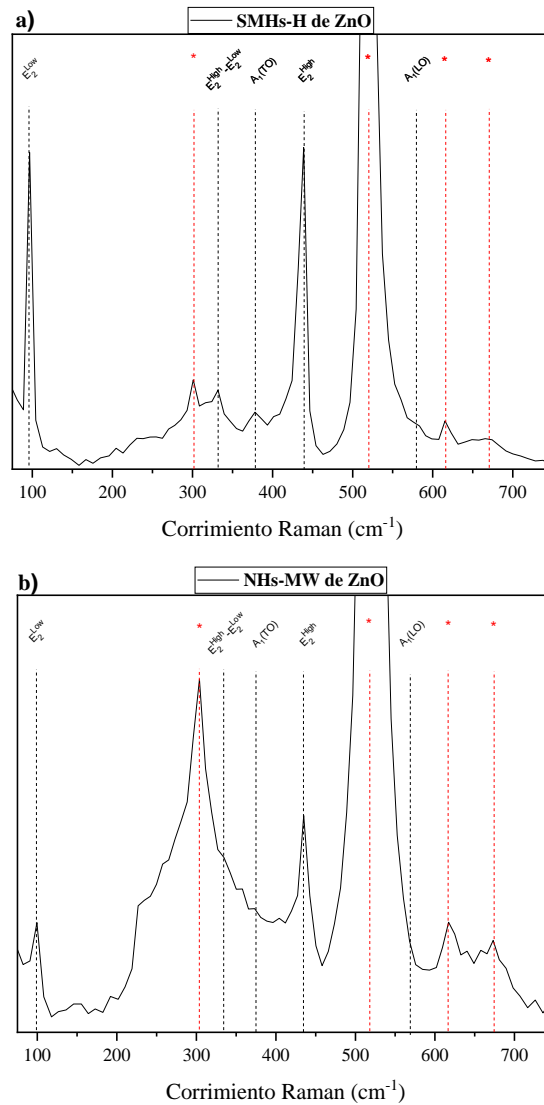 a)
SMHs-H de ZnO
E₂ᴸᵒʷ
*
E₂ᴴⁱᵍʰ-E₂ᴸᵒʷ
A₁(TO)
E₂ᴴⁱᵍʰ
*
A₁(LO)
*
*
100 200 300 400 500 600 700
Corrimiento Raman (cm⁻¹)
b)
NHs-MW de ZnO
E₂ᴸᵒʷ
*
E₂ᴴⁱᵍʰ-E₂ᴸᵒʷ
A₁(TO)
E₂ᴴⁱᵍʰ
*
A₁(LO)
*
*
100 200 300 400 500 600 700
Corrimiento Raman (cm⁻¹)